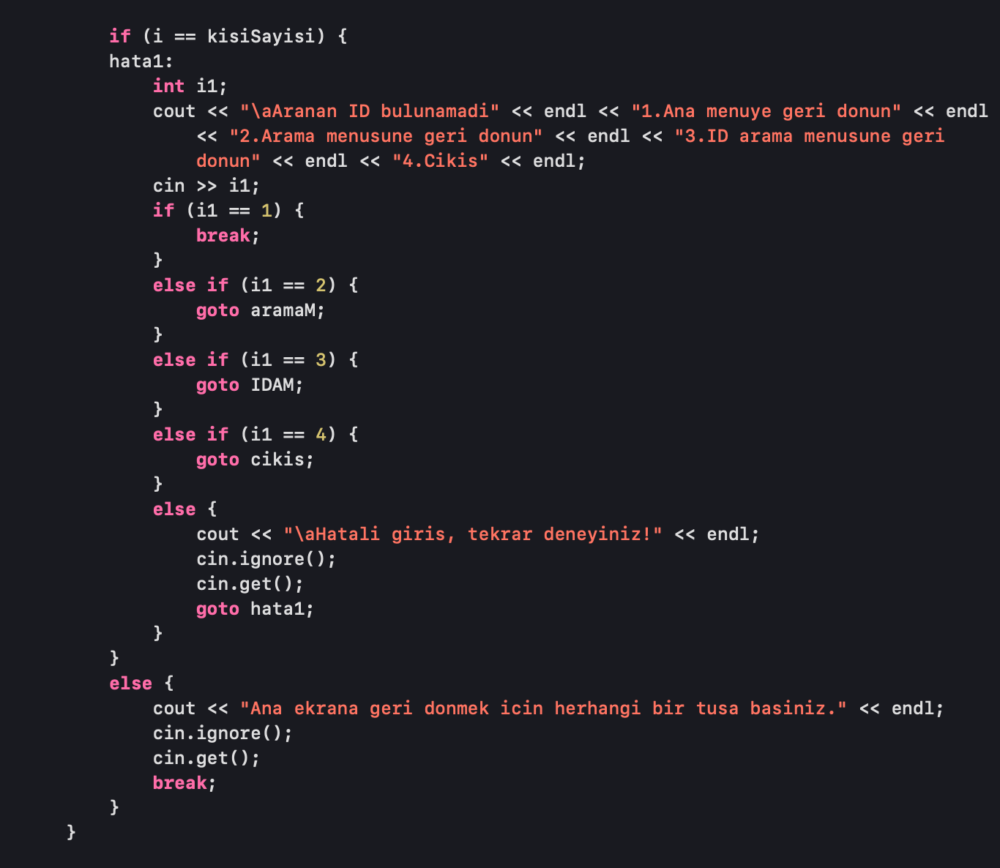 if (i == kisiSayisi) {
hata1:
int i1;
cout << "\aAranan ID bulunamadi" << endl << "1.Ana menuye geri donun" << endl
<< "2.Arama menusune geri donun" << endl << "3.ID arama menusune geri
donun" << endl << "4.Cikis" << endl;
cin >> i1;
if (i1 == 1) {
break;
}
else if (i1 == 2) {
goto aramaM;
}
else if (i1 == 3) {
goto IDAM;
}
else if (i1 == 4) {
goto cikis;
}
else {
cout << "\aHatali giris, tekrar deneyiniz!" << endl;
cin.ignore();
cin.get();
goto hata1;
}
}
else {
cout << "Ana ekrana geri donmek icin herhangi bir tusa basiniz." << endl;
cin.ignore();
cin.get();
break;
}
}